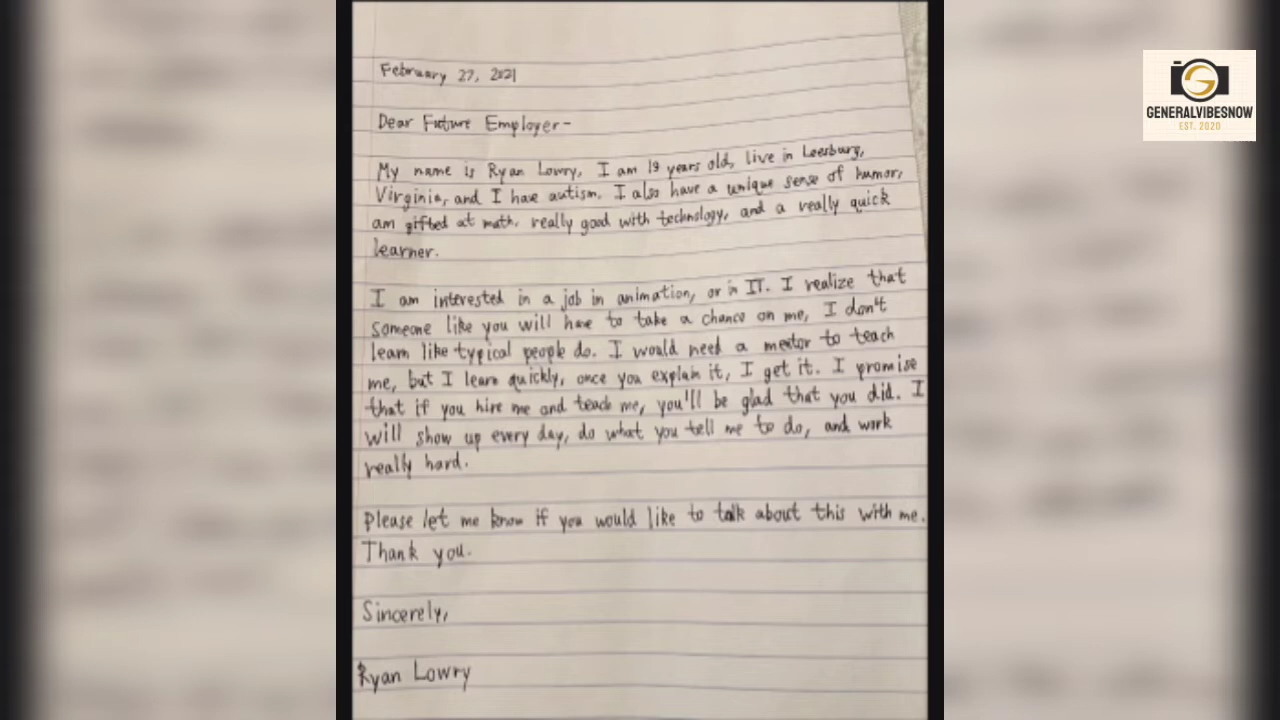 February 27, 2021
Dear Future Employer-
My name is Ryan Lowry, I am 19 years old, live in Leesburg,
Virginia, and I have autism. I also have a unique sense of humor,
am gifted at math, really good with technology, and a really quick
learner.
I am interested in a job in animation, or in IT. I realize that
someone like you will have to take a chance on me, I don't
learn like typical people do. I would need a mentor to teach
me, but I learn quickly, once you explain it, I get it. I promise
that if you hire me and teach me, you'll be glad that you did. I
will show up every day, do what you tell me to do, and work
really hard.
Please let me know if you would like to talk about this with me.
Thank you.
Sincerely,
Ryan Lowry
GENERALVIBESNOW
EST. 2020